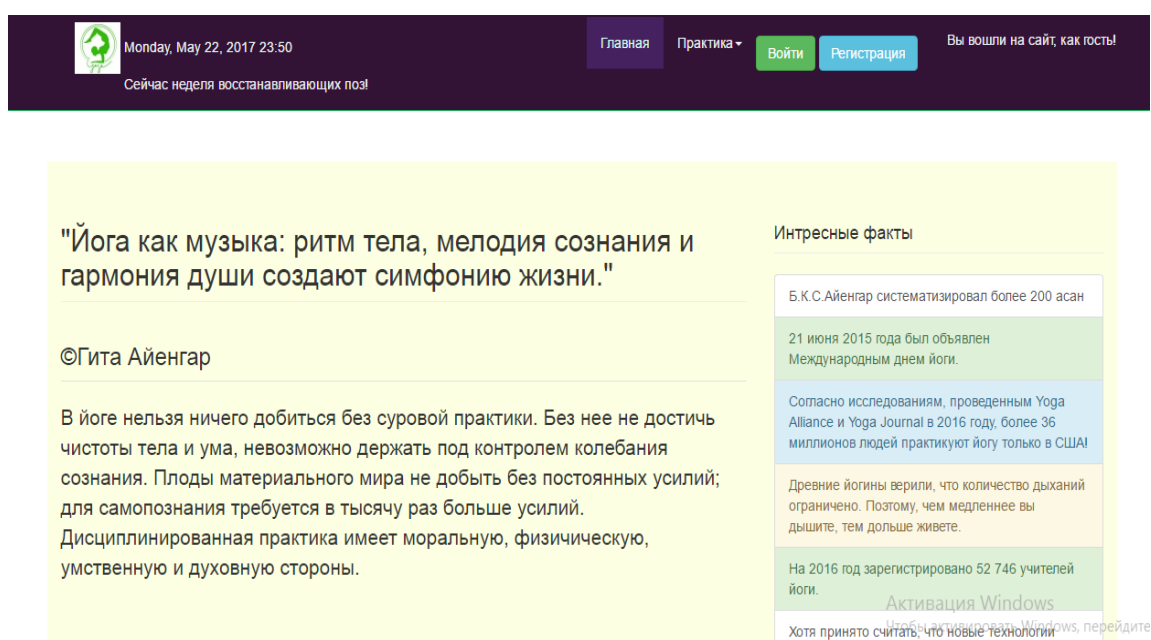 Monday, May 22, 2017 23:50
Сейчас неделя восстанавливающих поз!
Главная
Практика
Войти
Регистрация
Вы вошли на сайт, как гость!
"Йога как музыка: ритм тела, мелодия сознания и
гармония души создают симфонию жизни."
©Гита Айенгар
В йоге нельзя ничего добиться без суровой практики. Без нее не достичь
чистоты тела и ума, невозможно держать под контролем колебания
сознания. Плоды материального мира не добыть без постоянных усилий;
для самопознания требуется в тысячу раз больше усилий.
Дисциплинированная практика имеет моральную, физичическую,
умственную и духовную стороны.
Интресные факты
Б.К.С.Айенгар систематизировал более 200 асан
21 июня 2015 года был объявлен
Международным днем йоги.
Согласно исследованиям, проведенным Yoga
Alliance и Yoga Journal в 2016 году, более 36
миллионов людей практикуют йогу только в США!
Древние йогины верили, что количество дыханий
ограничено. Поэтому, чем медленнее вы
дышите, тем дольше живете.
На 2016 год зарегистрировано 52 746 учителей
йоги.
Активация Windows
Чтобы активировать Windows, перейдите
Хотя принято считать, что новые технологии